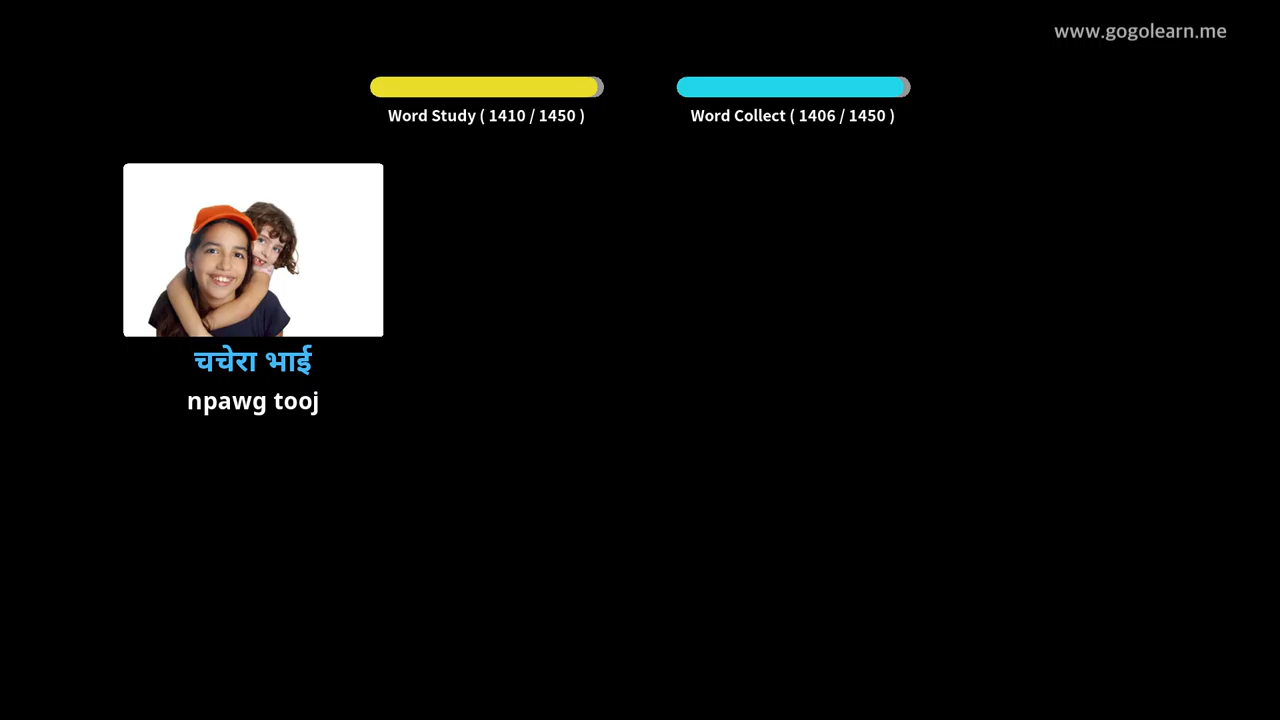 www.gogolearn.me
Word Study ( 1410 / 1450 )
Word Collect ( 1406 / 1450 )
चचेरा भाई
npawg tooj